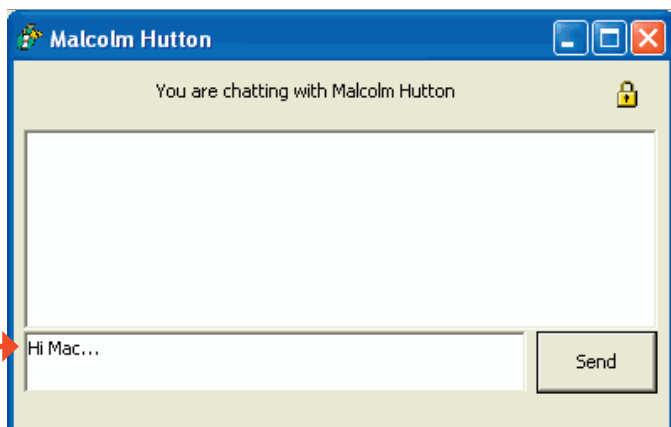 Malcolm Hutton
You are chatting with Malcolm Hutton
Hi Mac...
Send